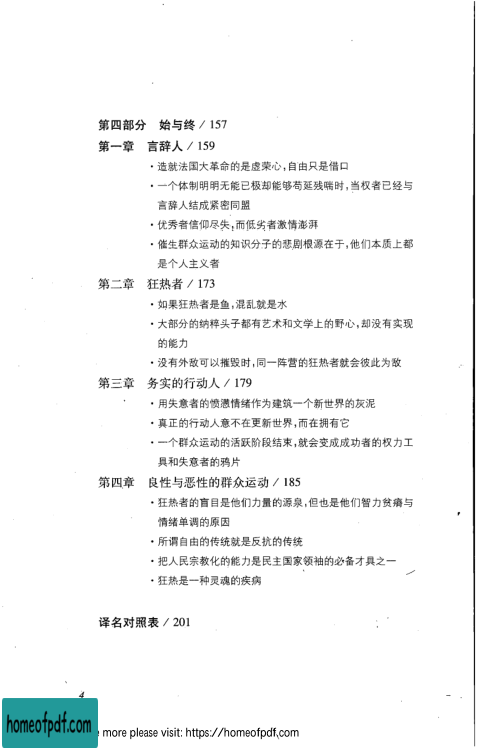 第四部分 始与终 / 157
第一章 言辞人 / 159
·造就法国大革命的是虚荣心,自由只是借口
·一个体制明明无能已极却能够苟延残喘时,当权者已经与
言辞人结成紧密同盟
·优秀者信仰尽失,而低劣者激情澎湃
·催生群众运动的知识分子的悲剧根源在于,他们本质上都
是个人主义者
第二章 狂热者 / 173
·如果狂热者是鱼,混乱就是水
·大部分的纳粹头子都有艺术和文学上的野心,却没有实现
的能力
·没有外敌可以摧毁时,同一阵营的狂热者就会彼此为敌
第三章 务实的行动人 / 179
·用失意者的愤懑情绪作为建筑一个新世界的灰泥
·真正的行动人意不在更新世界,而在拥有它
·一个群众运动的活跃阶段结束,就会变成成功者的权力工
具和失意者的鸦片
第四章 良性与恶性的群众运动 / 185
·狂热者的盲目是他们力量的源泉,但也是他们智力贫瘠与
情绪单调的原因
·所谓自由的传统就是反抗的传统
·把人民宗教化的能力是民主国家领袖的必备才具之一
·狂热是一种灵魂的疾病
译名对照表 / 201
4
homeofpdf.com
e more please visit: https://homeofpdf.com